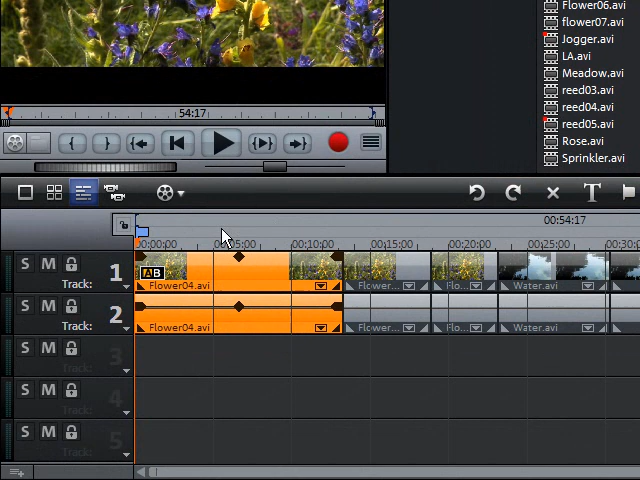 Flower06.avi
flower07.avi
Jogger.avi
LA.avi
Meadow.avi
reed03.avi
reed04.avi
reed05.avi
Rose.avi
Sprinkler.avi
54:17
T
00:54:17
00:00:00 00:05:00 00:10:00 00:15:00 00:20:00 00:25:00 00:30:0
S M 1
Track:
AB
Flower04.avi Flower... Flo... Water.avi
S M 2
Track:
Flower04.avi Flower... Flo... Water.avi
S M 3
Track:
S M 4
Track:
S M 5
Track: